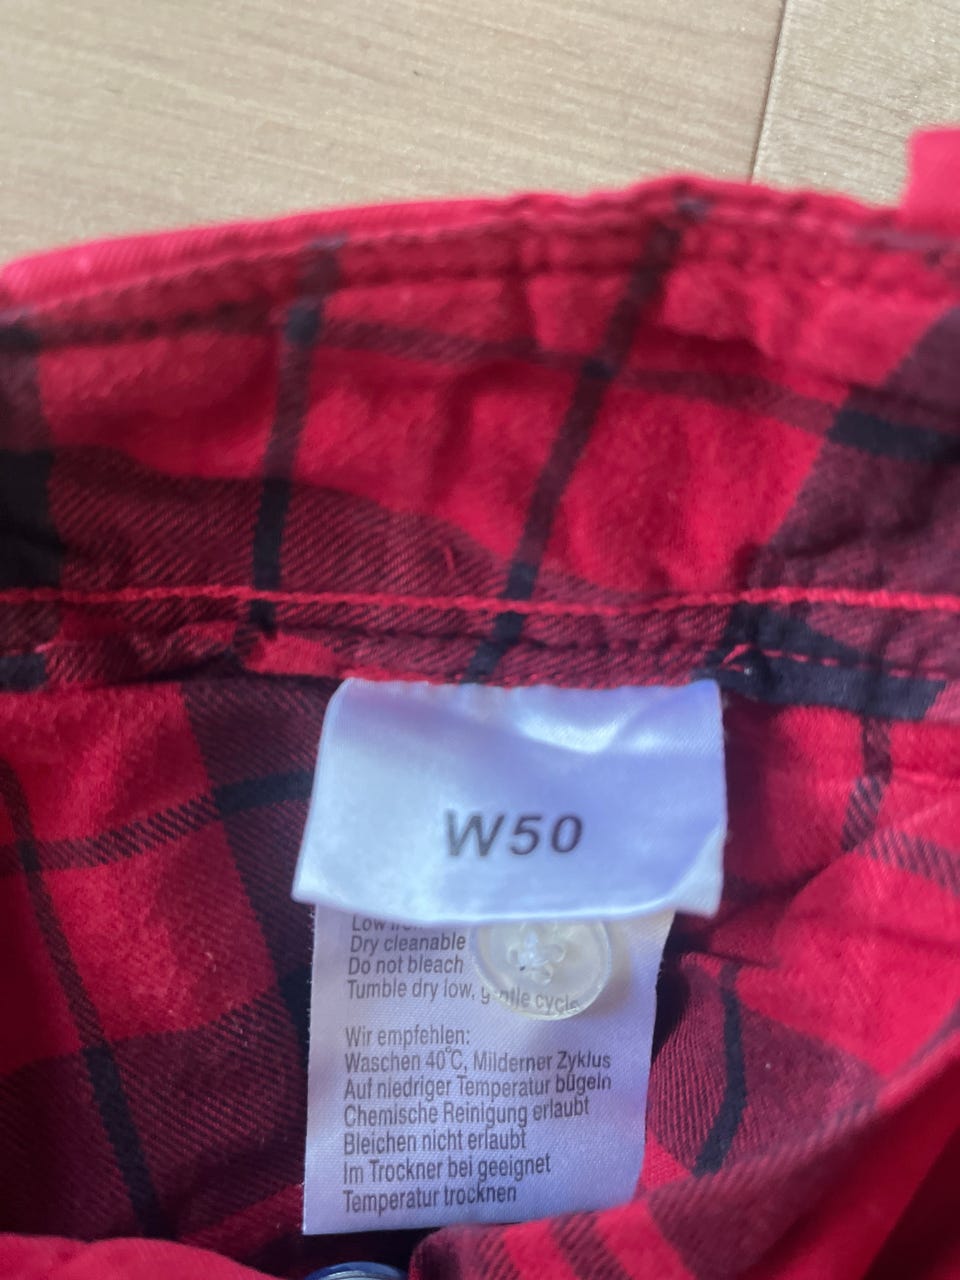 W50
Low
Dry cleanable
Do not bleach
Tumble dry low, gentle cycle
Wir empfehlen:
Waschen 40°C, Milderner Zyklus
Auf niedriger Temperatur bügeln
Chemische Reinigung erlaubt
Bleichen nicht erlaubt
Im Trockner bei geeignet
Temperatur trocknen